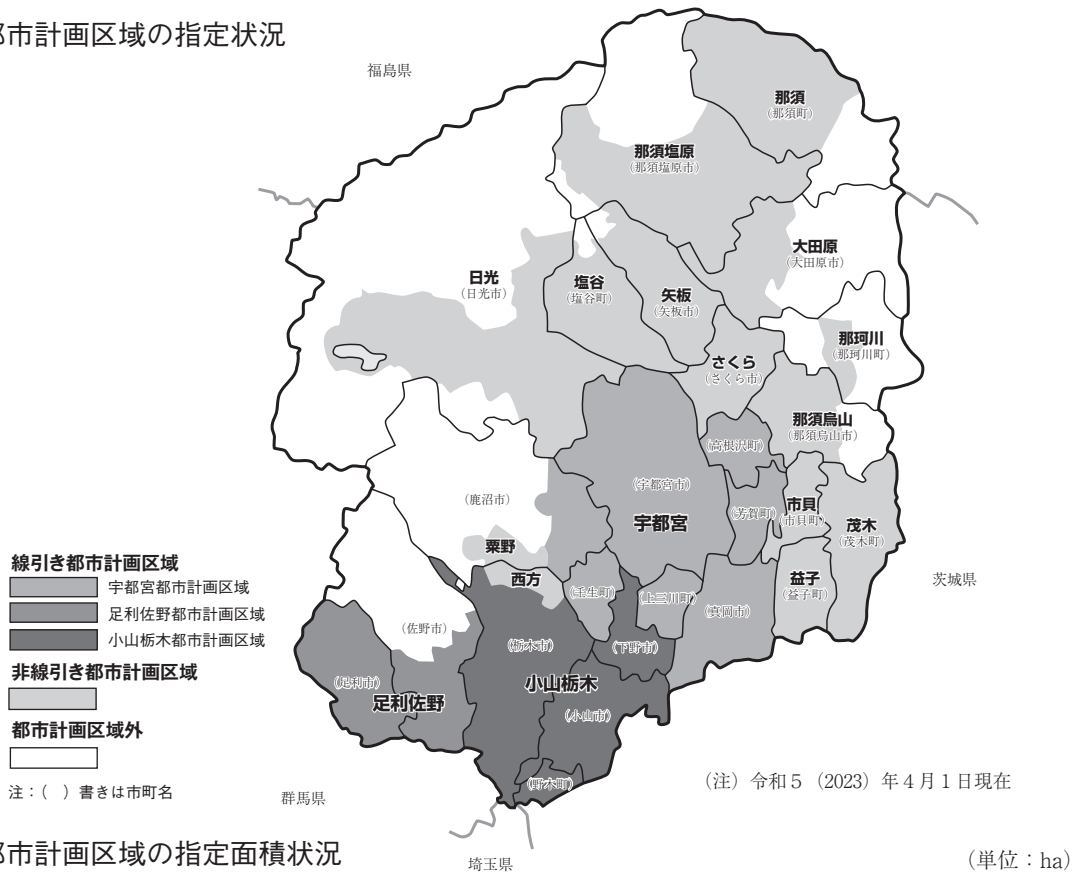 都市計画区域の指定状況
福島県
那須
(那須町)
那須塩原
(那須塩原市)
大田原
(大田原市)
日光
(日光市)
塩谷
(塩谷町)
矢板
(矢板市)
那珂川
(那珂川町)
さくら
(さくら市)
那須烏山
(那須烏山市)
(高根沢町)
(宇都宮市)
宇都宮
(鹿沼市)
(芳賀町)
市貝
(市貝町)
茂木
(茂木町)
粟野
西方
益子
(益子町)
茨城県
(壬生町)
(上三川町)
(真岡市)
(佐野市)
(栃木市)
(下野市)
(足利市)
足利佐野
小山栃木
(小山市)
(野木町)
線引き都市計画区域
宇都宮都市計画区域
足利佐野都市計画区域
小山栃木都市計画区域
非線引き都市計画区域
都市計画区域外
注:( )書きは市町名
群馬県
埼玉県
(注)令和5(2023)年4月1日現在
都市計画区域の指定面積状況
(単位:ha)